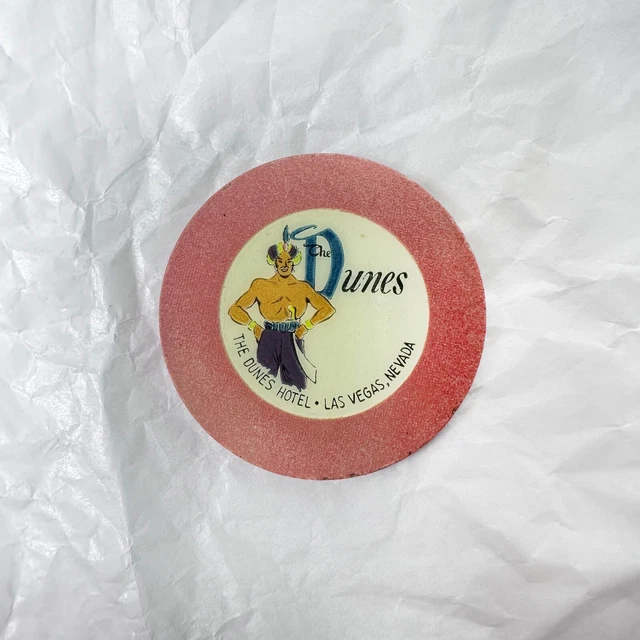 The
Dunes
THE DUNES HOTEL • LAS VEGAS, NEVADA